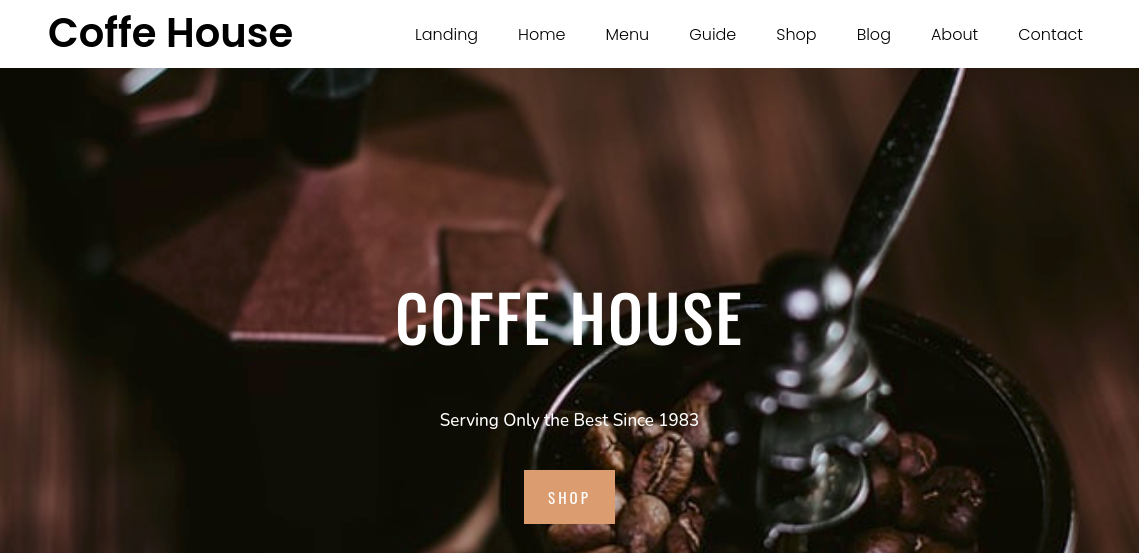 Coffe House
Landing Home Menu Guide Shop Blog About Contact
COFFE HOUSE
Serving Only the Best Since 1983
SHOP